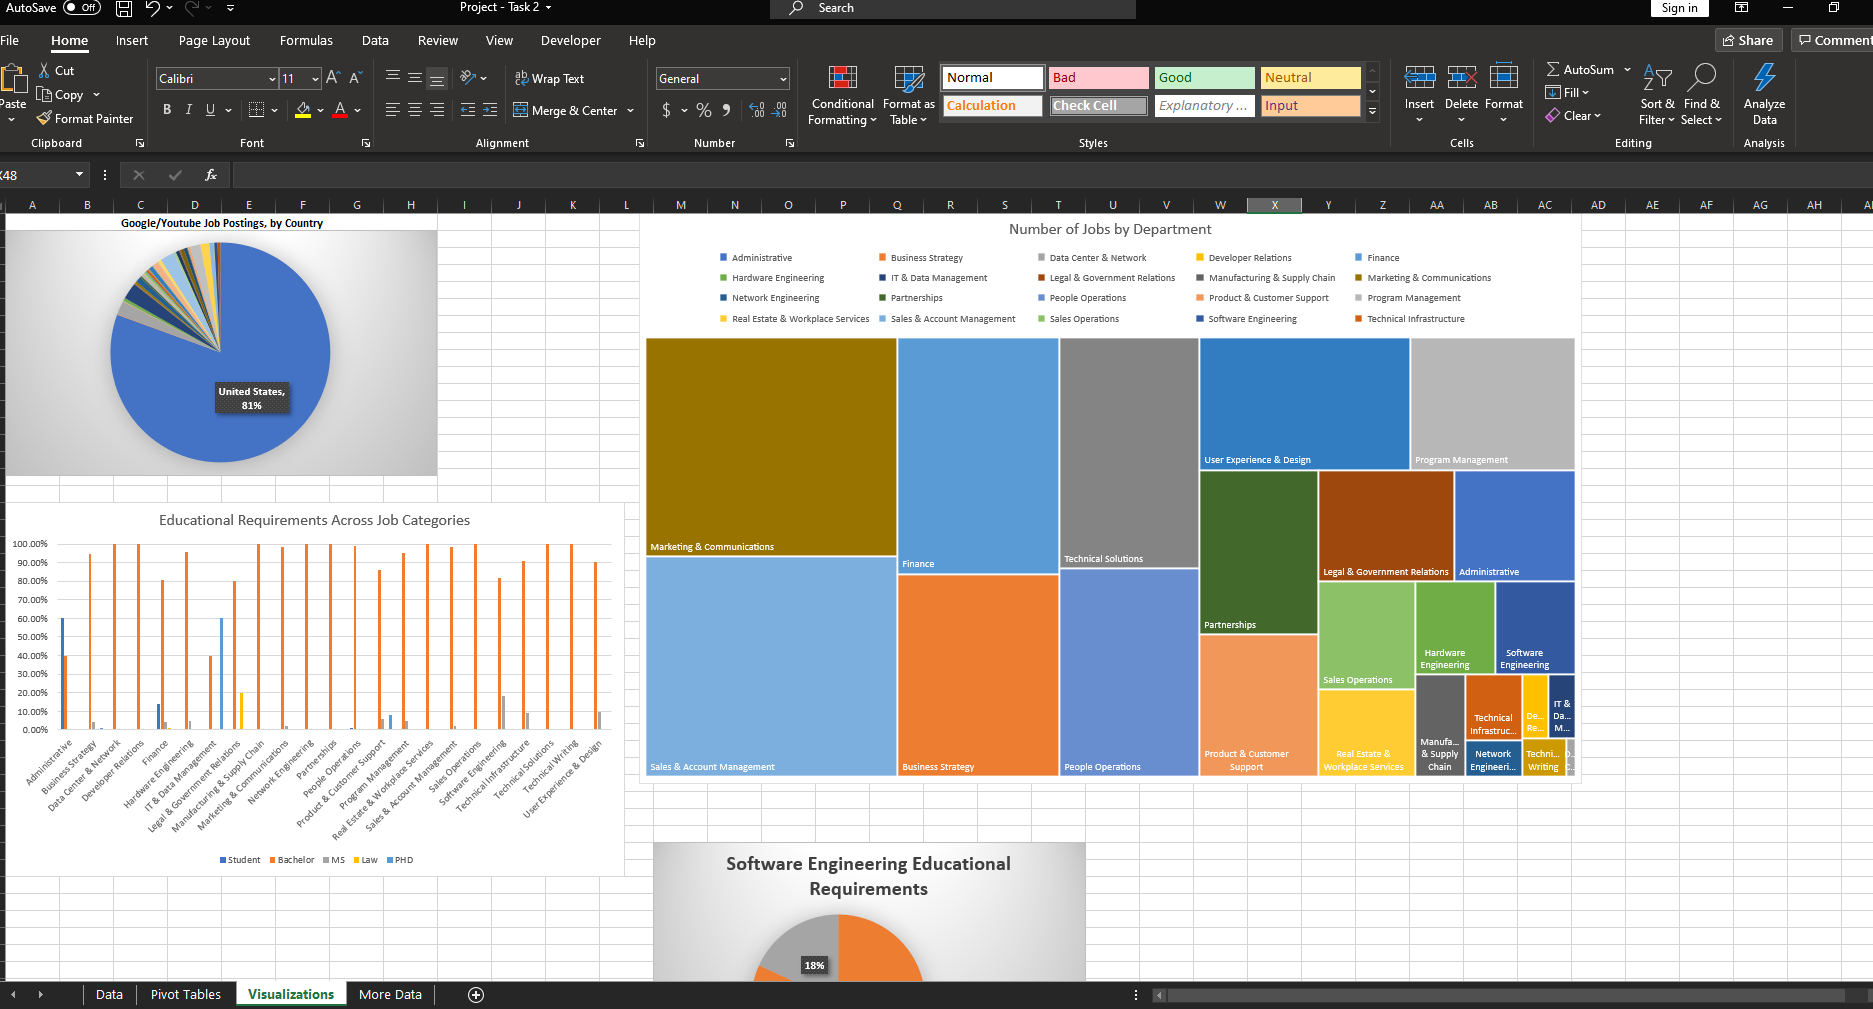 AutoSave Off Project - Task 2 Search Sign in
File Home Insert Page Layout Formulas Data Review View Developer Help Share Comment
Paste Cut Copy Format Painter Clipboard
Calibri 11 A A B I U A Font
ab Wrap Text Merge & Center Alignment
General $ % Number
Conditional Formatting Format as Table
Normal Bad Good Neutral
Calculation Check Cell Explanatory ... Input
Styles
Insert Delete Format Cells
AutoSum Fill Clear Sort & Filter Find & Select Editing
Analyze Data Analysis
X48 fx
A B C D E F G H I J K L M N O P Q R S T U V W X Y Z AA AB AC AD AE AF AG AH
Google/Youtube Job Postings, by Country
United States,
81%
Number of Jobs by Department
Administrative Business Strategy Data Center & Network Developer Relations Finance
Hardware Engineering IT & Data Management Legal & Government Relations Manufacturing & Supply Chain Marketing & Communications
Network Engineering Partnerships People Operations Product & Customer Support Program Management
Real Estate & Workplace Services Sales & Account Management Sales Operations Software Engineering Technical Infrastructure
Marketing & Communications
Sales & Account Management
Finance
Business Strategy
Technical Solutions
People Operations
User Experience & Design
Program Management
Partnerships
Product & Customer
Support
Legal & Government Relations
Administrative
Sales Operations
Real Estate &
Workplace Services
Hardware
Engineering
Software
Engineering
Manufa...
& Supply
Chain
Technical
Infrastruc...
Network
Engineeri...
De...
Re...
IT &
Da...
M...
Techni...
Writing
Educational Requirements Across Job Categories
100.00%
90.00%
80.00%
70.00%
60.00%
50.00%
40.00%
30.00%
20.00%
10.00%
0.00%
Administrative
Business Strategy
Data Center & Network
Developer Relations
Finance
Hardware Engineering
IT & Data Management
Legal & Government Relations
Manufacturing & Supply Chain
Marketing & Communications
Network Engineering
Partnerships
People Operations
Product & Customer Support
Program Management
Real Estate & Workplace Services
Sales & Account Management
Sales Operations
Software Engineering
Technical Infrastructure
Technical Solutions
Technical Writing
User Experience & Design
Student Bachelor MS Law PHD
Software Engineering Educational
Requirements
18%
Data Pivot Tables Visualizations More Data